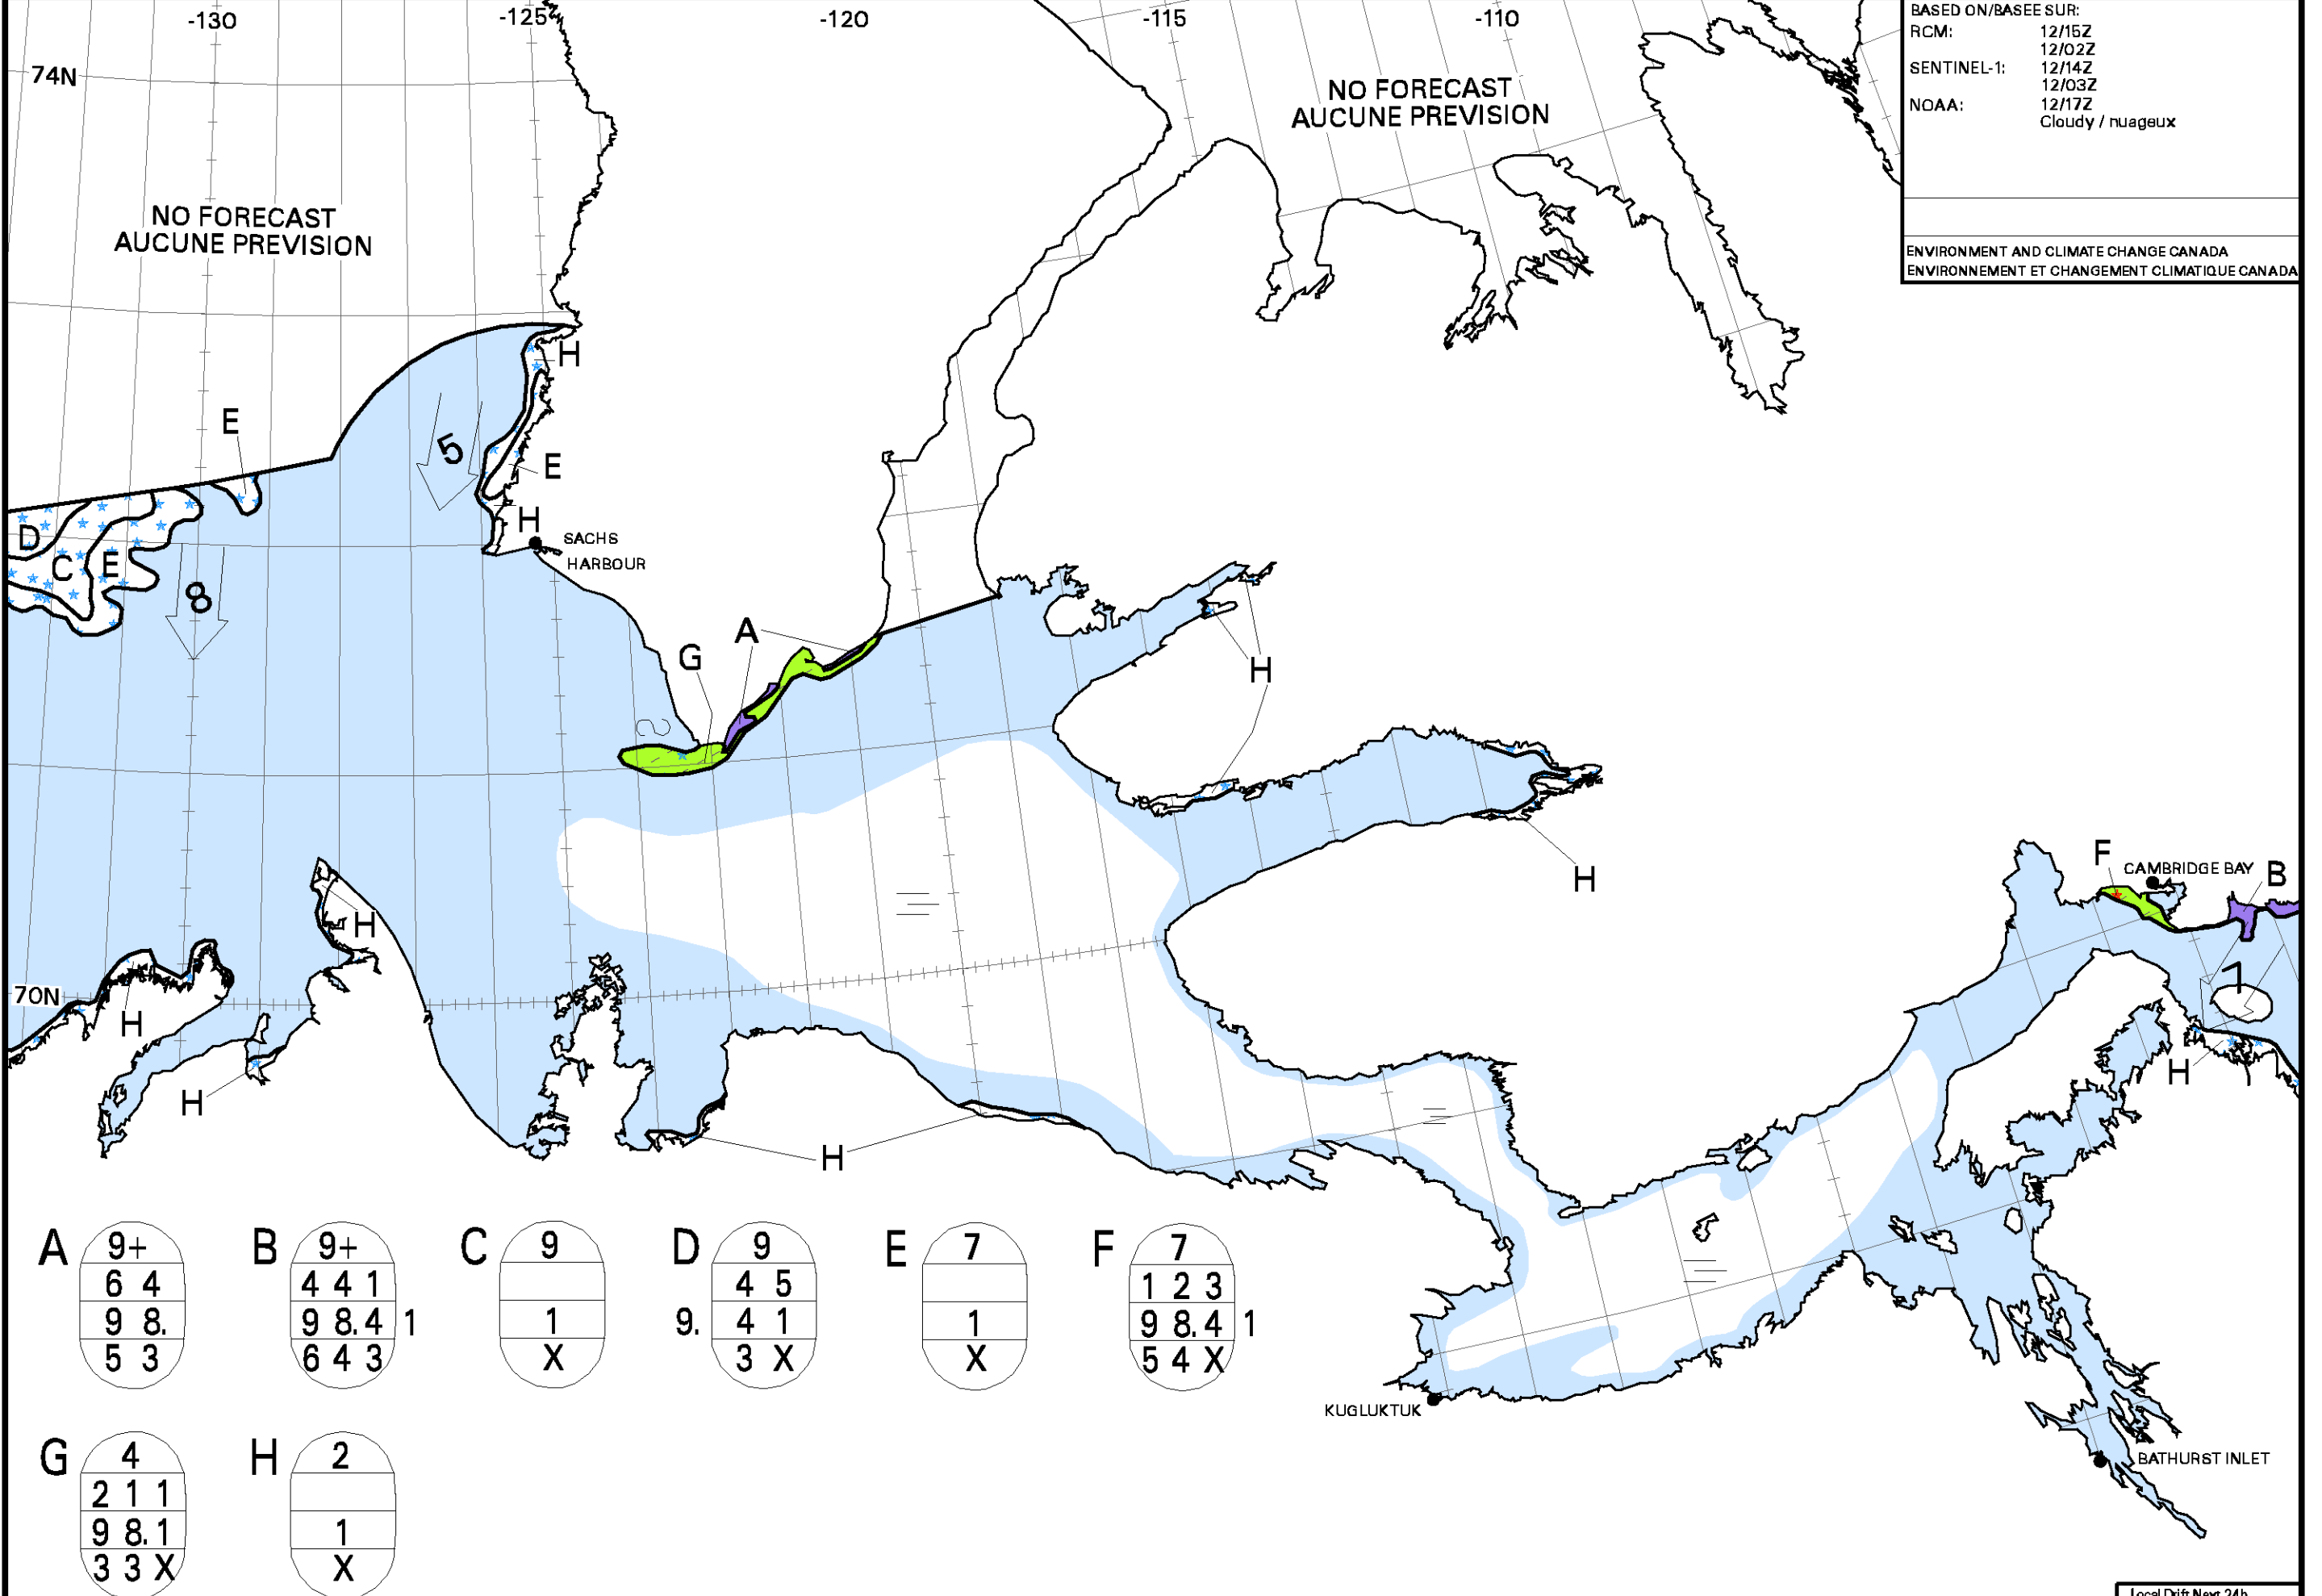 -130
-125
-120
-115
-110
BASED ON/BASEE SUR:
RCM: 12/15Z
12/02Z
SENTINEL-1: 12/14Z
12/03Z
NOAA: 12/17Z
Cloudy / nuageux
ENVIRONMENT AND CLIMATE CHANGE CANADA
ENVIRONNEMENT ET CHANGEMENT CLIMATIQUE CANADA
74N
NO FORECAST
AUCUNE PREVISION
NO FORECAST
AUCUNE PREVISION
H
E
5
E
D
H
SACHS
HARBOUR
C
E
8
A
G
H
H
F
CAMBRIDGE BAY
B
H
7
70N
H
H
H
H
KUGLUKTUK
BATHURST INLET
A
9+
6 4
9 8.
5 3
B
9+
4 4 1
9 8. 4 1
6 4 3
C
9
1
X
D
9
4 5
9. 4 1
3 X
E
7
1
X
F
7
1 2 3
9 8. 4 1
5 4 X
G
4
2 1 1
9 8. 1
3 3 X
H
2
1
X
Local Drift Next 24h